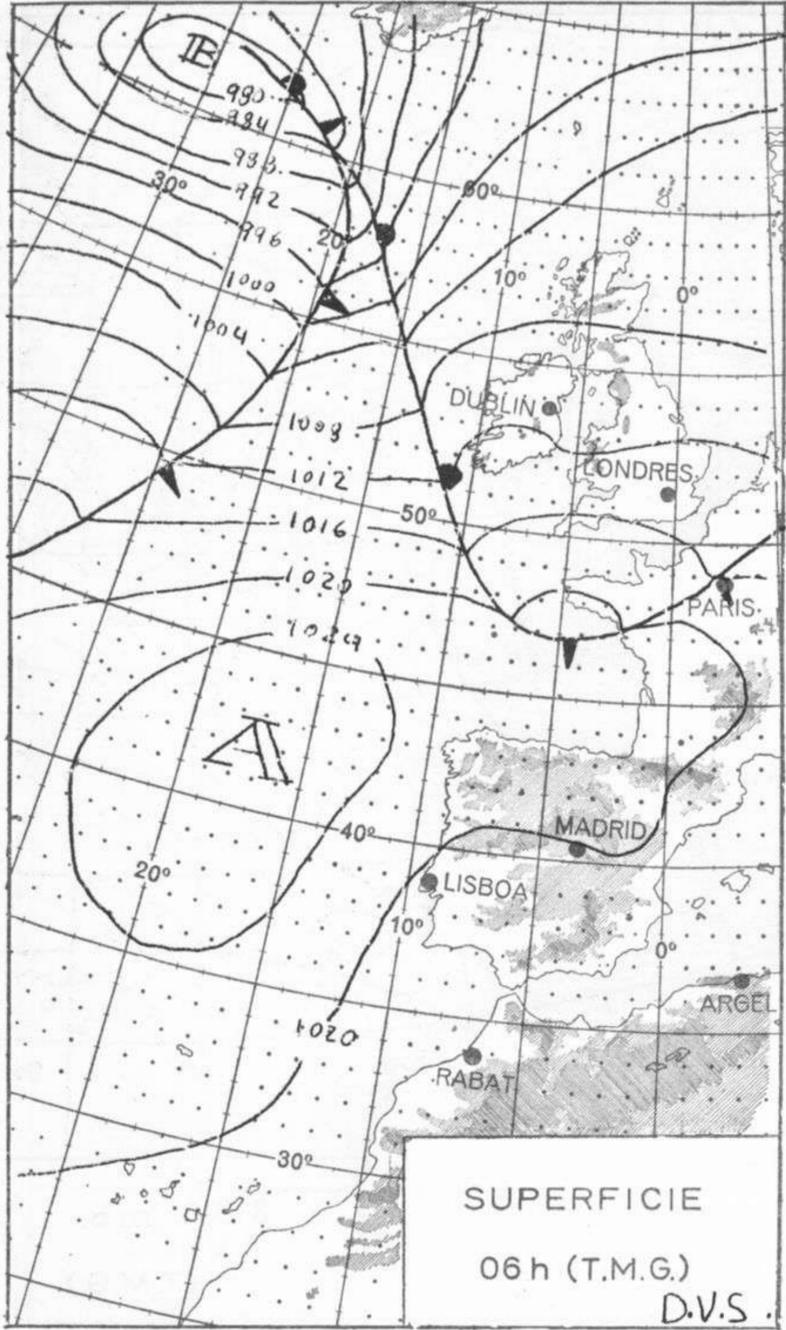 B
980
984
988
30°
992
60°
996
20°
10°
0°
1000
1004
DUBLIN
1008
LONDRES
1012
50°
1016
1020
PARIS
1024
A
40°
MADRID
20°
LISBOA
10°
0°
ARGEL
1020
RABAT
30°
SUPERFICIE
06h (T.M.G.)
D.V.S